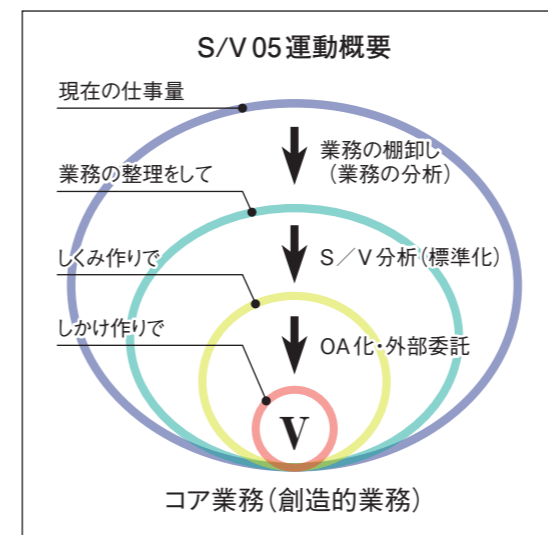 S/V 05運動概要
現在の仕事量
業務の棚卸し
(業務の分析)
業務の整理をして
S/V分析(標準化)
しくみ作りで
しかけ作りで
OA化・外部委託
V
コア業務(創造的業務)